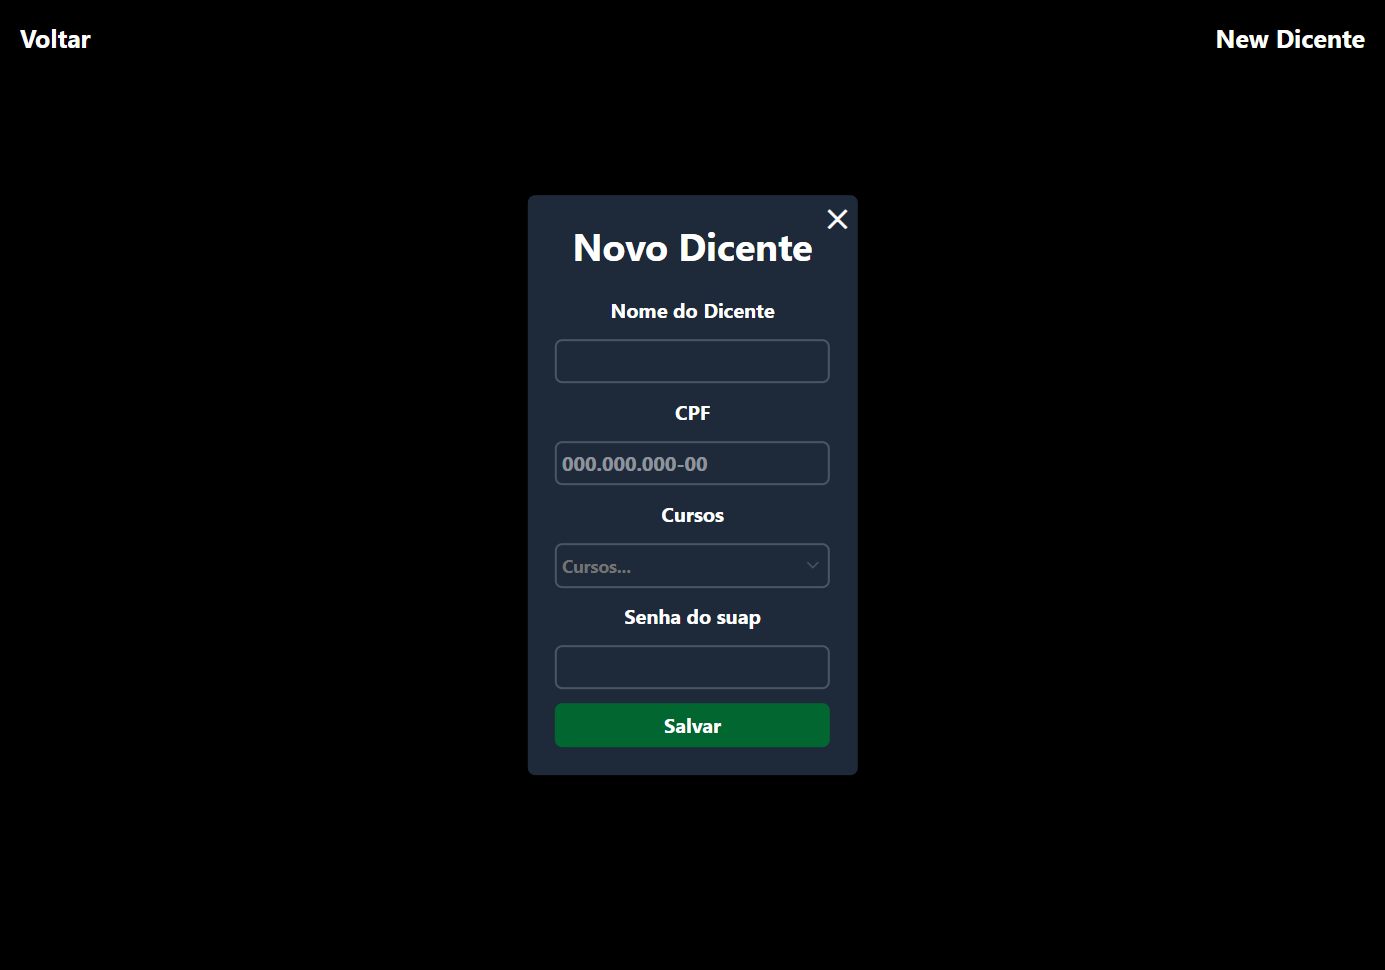 Voltar
New Dicente
Novo Dicente
Nome do Dicente
CPF
000.000.000-00
Cursos
Cursos...
Senha do suap
Salvar